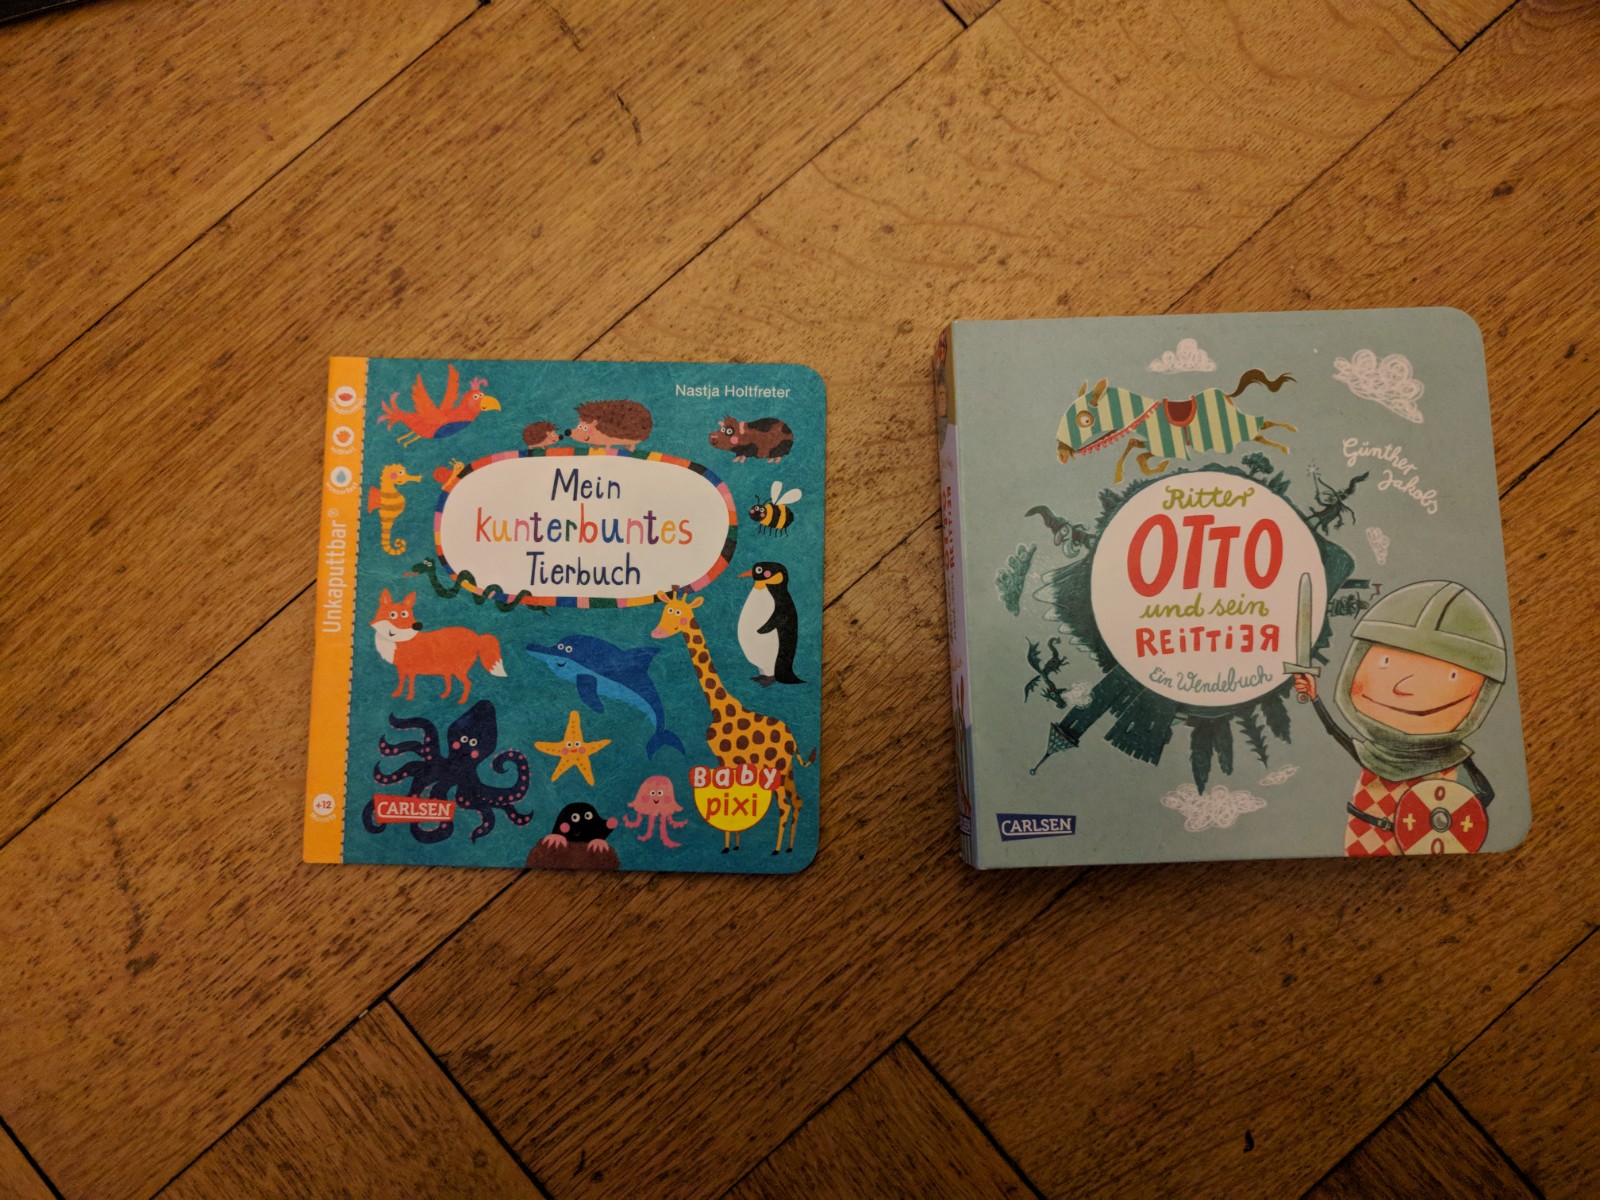 Nastja Holtfreter
Mein
kunterbuntes
Tierbuch
Unkaputtbar®
+12
CARLSEN
Baby
pixi
Günther
Jakobs
Ritter
OTTO
und sein
REITTIER
Ein Wendebuch
CARLSEN